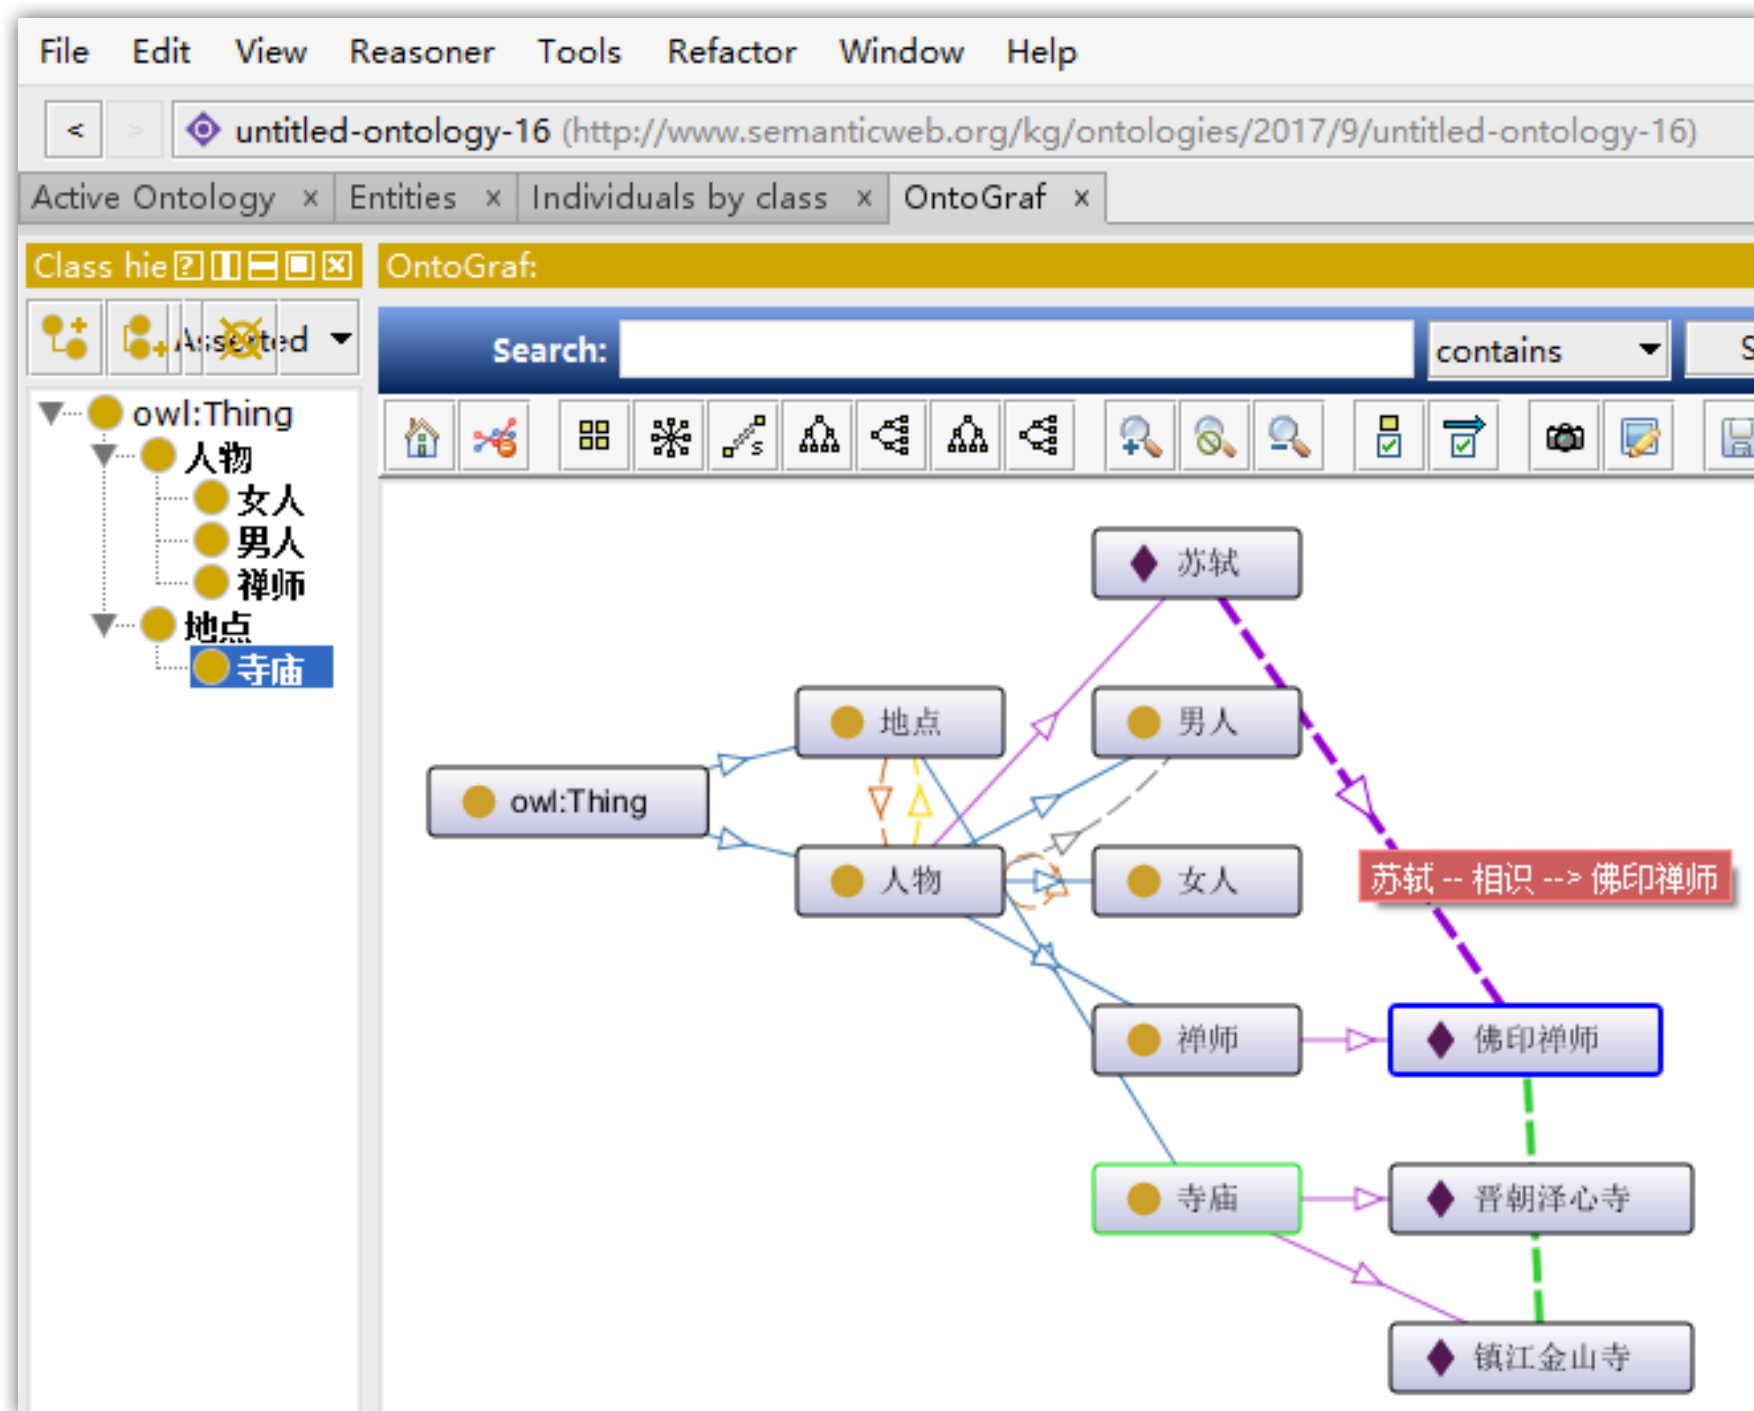 File Edit View Reasoner Tools Refactor Window Help
< > untitled-ontology-16 (http://www.semanticweb.org/kg/ontologies/2017/9/untitled-ontology-16)
Active Ontology x Entities x Individuals by class x OntoGraf x
Class hie
OntoGraf:
Asserted
Search:
contains
S
owl:Thing
人物
女人
男人
禅师
地点
寺庙
苏轼
地点
男人
owl:Thing
人物
女人
苏轼 -- 相识 --> 佛印禅师
禅师
佛印禅师
寺庙
晋朝泽心寺
镇江金山寺